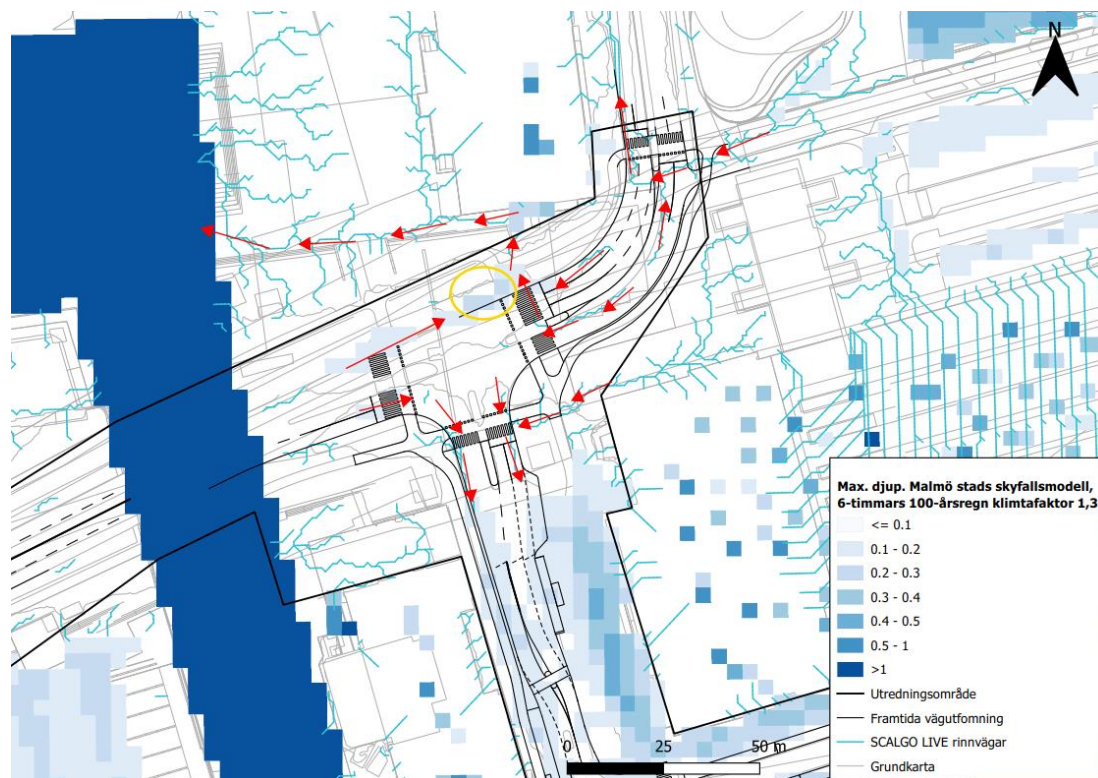 N
Max. djup. Malmö stads skyfallsmodell,
6-timmars 100-årsregn klimtafaktor 1,3
<= 0.1
0.1 - 0.2
0.2 - 0.3
0.3 - 0.4
0.4 - 0.5
0.5 - 1
>1
Utredningsområde
Framtida vägutfomning
SCALGO LIVE rinnvägar
Grundkarta
0 25 50 m